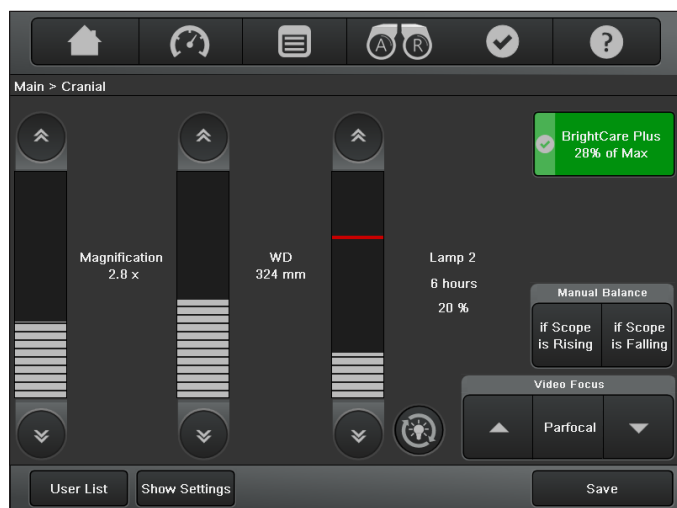 A R ?
Main > Cranial
BrightCare Plus
28% of Max
Magnification
2.8 x
WD
324 mm
Lamp 2
6 hours
20 %
Manual Balance
if Scope
is Rising
if Scope
is Falling
Video Focus
Parfocal
User List
Show Settings
Save